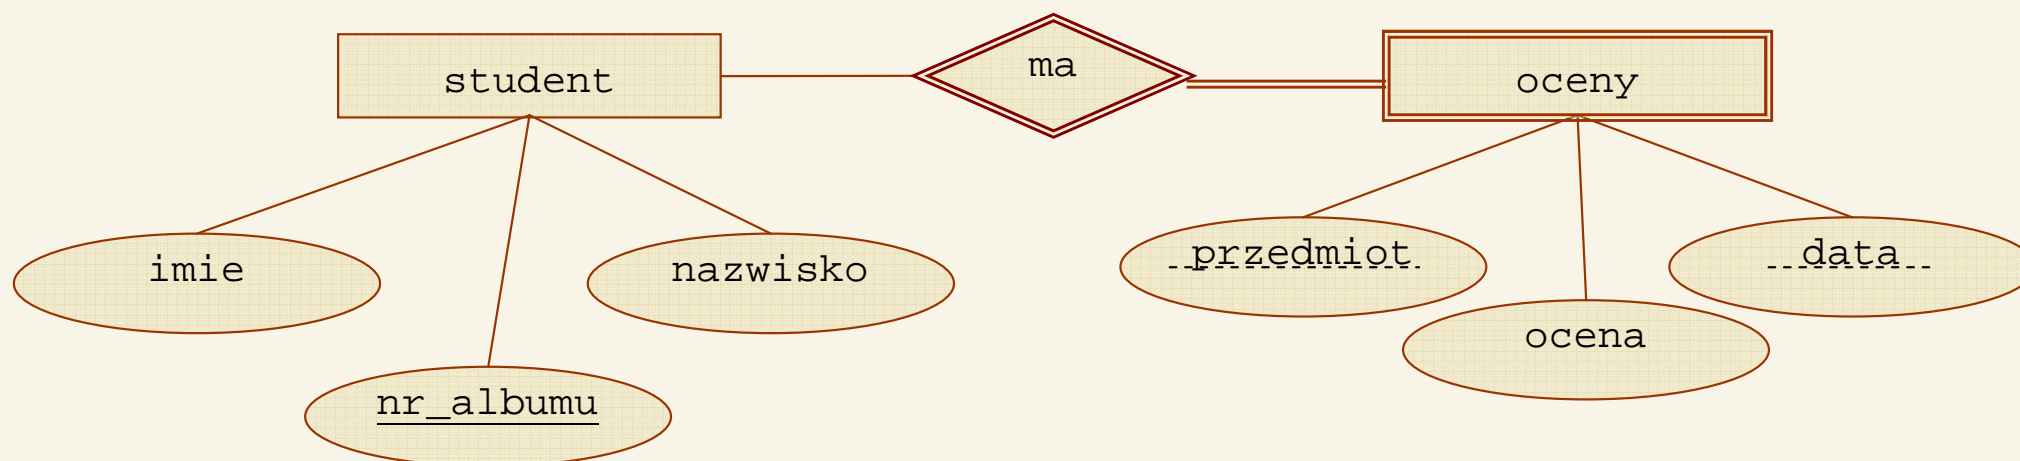 student
ma
oceny
imie
nr_albumu
nazwisko
przedmiot
ocena
data